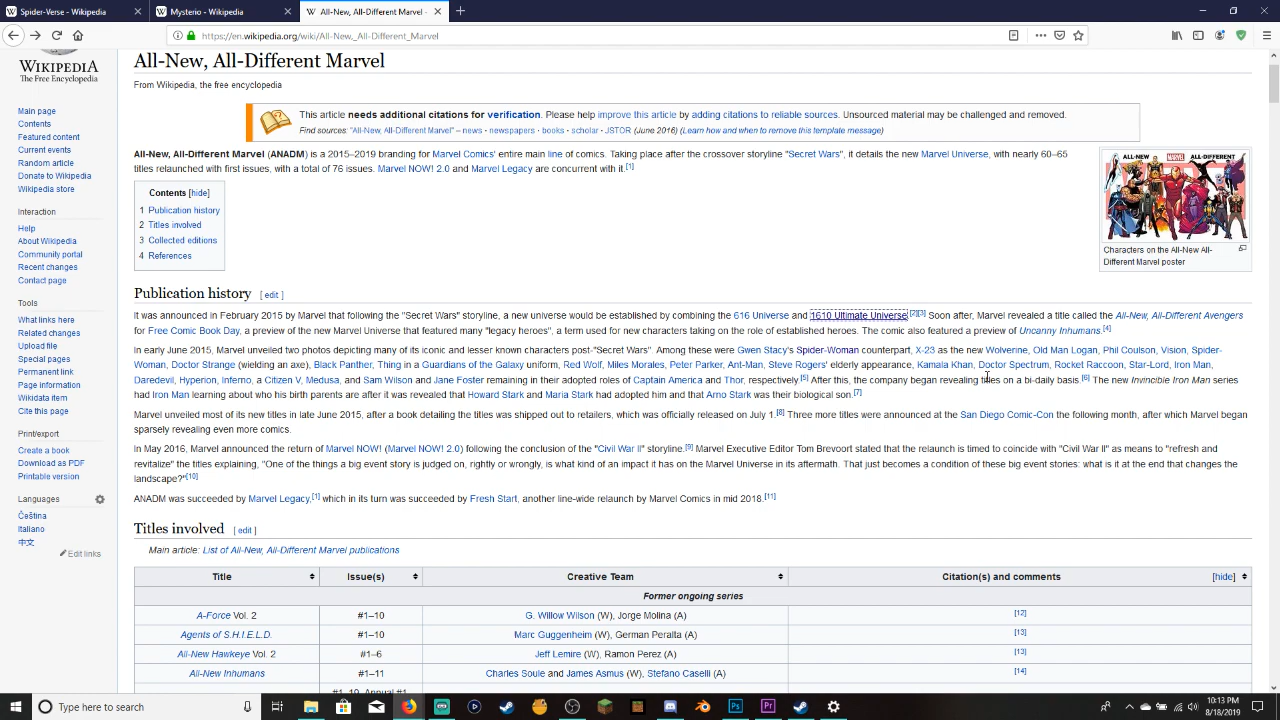 Spider-Verse - Wikipedia
Mysterio - Wikipedia
All-New, All-Different Marvel -
https://en.wikipedia.org/wiki/All-New,_All-Different_Marvel
WIKIPEDIA
The Free Encyclopedia
Main page
Contents
Featured content
Current events
Random article
Donate to Wikipedia
Wikipedia store
Interaction
Help
About Wikipedia
Community portal
Recent changes
Contact page
Tools
What links here
Related changes
Upload file
Special pages
Permanent link
Page information
Wikidata item
Cite this page
Print/export
Create a book
Download as PDF
Printable version
Languages
Čeština
Italiano
中文
Edit links
All-New, All-Different Marvel
From Wikipedia, the free encyclopedia
This article needs additional citations for verification. Please help improve this article by adding citations to reliable sources. Unsourced material may be challenged and removed.
Find sources: "All-New, All-Different Marvel" – news · newspapers · books · scholar · JSTOR (June 2016) (Learn how and when to remove this template message)
All-New, All-Different Marvel (ANADM) is a 2015–2019 branding for Marvel Comics' entire main line of comics. Taking place after the crossover storyline "Secret Wars", it details the new Marvel Universe, with nearly 60–65
titles relaunched with first issues, with a total of 76 issues. Marvel NOW! 2.0 and Marvel Legacy are concurrent with it.[1]
ALL-NEW MARVEL ALL-DIFFERENT
Characters on the All-New All-
Different Marvel poster
Contents [hide]
1 Publication history
2 Titles involved
3 Collected editions
4 References
Publication history [ edit ]
It was announced in February 2015 by Marvel that following the "Secret Wars" storyline, a new universe would be established by combining the 616 Universe and 1610 Ultimate Universe.[2][3] Soon after, Marvel revealed a title called the All-New, All-Different Avengers
for Free Comic Book Day, a preview of the new Marvel Universe that featured many "legacy heroes", a term used for new characters taking on the role of established heroes. The comic also featured a preview of Uncanny Inhumans.[4]
In early June 2015, Marvel unveiled two photos depicting many of its iconic and lesser known characters post-"Secret Wars". Among these were Gwen Stacy's Spider-Woman counterpart, X-23 as the new Wolverine, Old Man Logan, Phil Coulson, Vision, Spider-
Woman, Doctor Strange (wielding an axe), Black Panther, Thing in a Guardians of the Galaxy uniform, Red Wolf, Miles Morales, Peter Parker, Ant-Man, Steve Rogers' elderly appearance, Kamala Khan, Doctor Spectrum, Rocket Raccoon, Star-Lord, Iron Man,
Daredevil, Hyperion, Inferno, a Citizen V, Medusa, and Sam Wilson and Jane Foster remaining in their adopted roles of Captain America and Thor, respectively.[5] After this, the company began revealing titles on a bi-daily basis.[6] The new Invincible Iron Man series
had Iron Man learning about who his birth parents are after it was revealed that Howard Stark and Maria Stark had adopted him and that Arno Stark was their biological son.[7]
Marvel unveiled most of its new titles in late June 2015, after a book detailing the titles was shipped out to retailers, which was officially released on July 1.[8] Three more titles were announced at the San Diego Comic-Con the following month, after which Marvel began
sparsely revealing even more comics.
In May 2016, Marvel announced the return of Marvel NOW! (Marvel NOW! 2.0) following the conclusion of the "Civil War II" storyline.[9] Marvel Executive Editor Tom Brevoort stated that the relaunch is timed to coincide with "Civil War II" as means to "refresh and
revitalize" the titles explaining, "One of the things a big event story is judged on, rightly or wrongly, is what kind of an impact it has on the Marvel Universe in its aftermath. That just becomes a condition of these big event stories: what is it at the end that changes the
landscape?"[10]
ANADM was succeeded by Marvel Legacy,[1] which in its turn was succeeded by Fresh Start, another line-wide relaunch by Marvel Comics in mid 2018.[11]
Titles involved [ edit ]
Main article: List of All-New, All-Different Marvel publications
Title Issue(s) Creative Team Citation(s) and comments [hide]
Former ongoing series
A-Force Vol. 2 #1–10 G. Willow Wilson (W), Jorge Molina (A) [12]
Agents of S.H.I.E.L.D. #1–10 Marc Guggenheim (W), German Peralta (A) [13]
All-New Hawkeye Vol. 2 #1–6 Jeff Lemire (W), Ramon Perez (A) [13]
All-New Inhumans #1–11 Charles Soule and James Asmus (W), Stefano Caselli (A) [14]
Type here to search
10:13 PM
8/18/2019